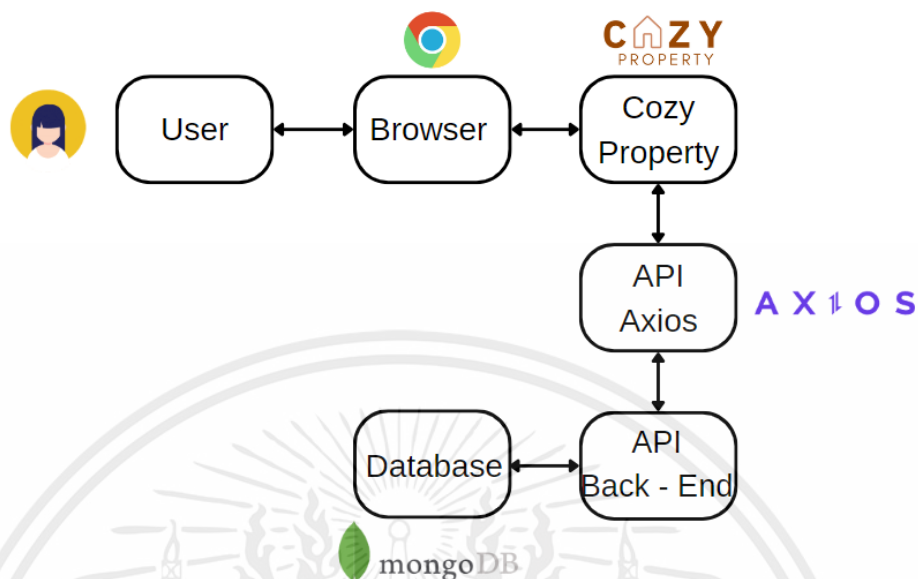 COZY
PROPERTY
User
Browser
Cozy
Property
API
Axios
AXIOS
API
Back - End
Database
mongoDB